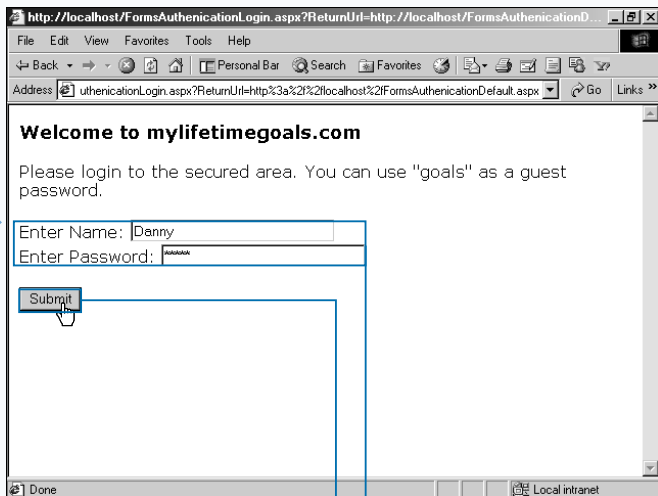 http://localhost/FormsAuthenicationLogin.aspx?ReturnUrl=http://localhost/FormsAuthenicationD...
File Edit View Favorites Tools Help
Back Personal Bar Search Favorites
Address uthenicationLogin.aspx?ReturnUrl=http%3a%2f%2flocalhost%2fFormsAuthenicationDefault.aspx Go Links »
Welcome to mylifetimegoals.com
Please login to the secured area. You can use "goals" as a guest
password.
Enter Name: Danny
Enter Password: *****
Submit
Done Local intranet